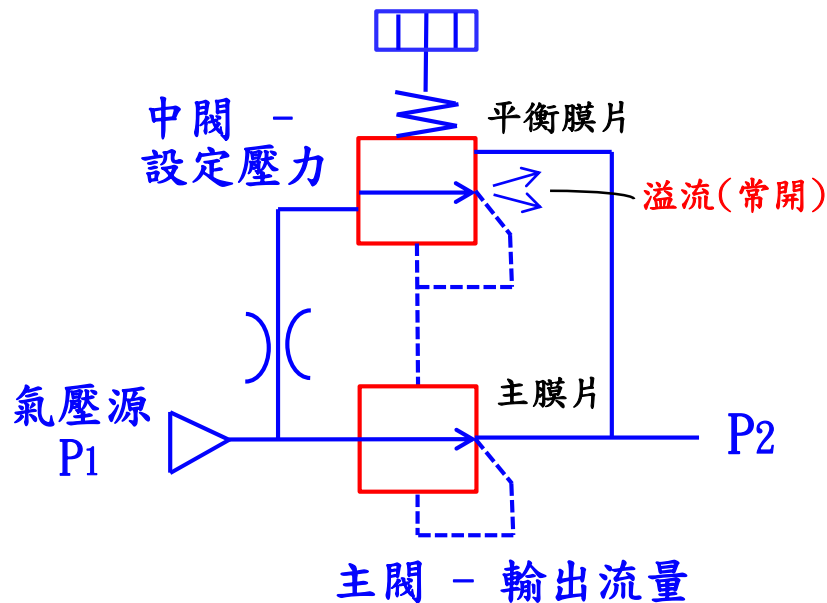 中閥 -
設定壓力
平衡膜片
溢流(常開)
主膜片
氣壓源
P1
P2
主閥 - 輸出流量